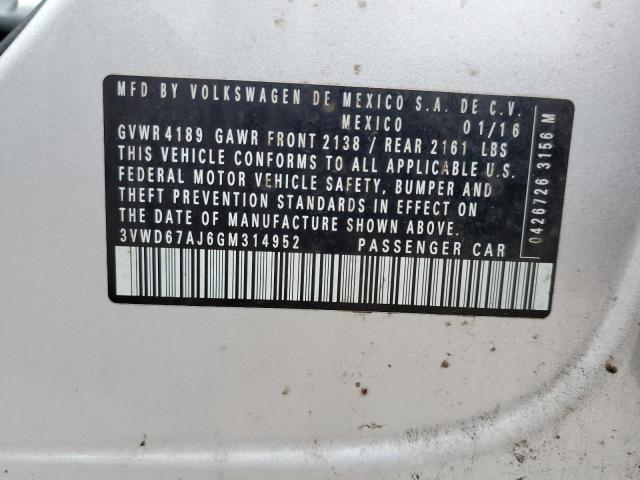 MFD BY VOLKSWAGEN DE MEXICO S.A. DE C.V.
MEXICO 01/16
GVWR 4189 GAWR FRONT 2138 / REAR 2161 LBS
THIS VEHICLE CONFORMS TO ALL APPLICABLE U.S.
FEDERAL MOTOR VEHICLE SAFETY, BUMPER AND
THEFT PREVENTION STANDARDS IN EFFECT ON
THE DATE OF MANUFACTURE SHOWN ABOVE.
3VWD67AJ6GM314952 PASSENGER CAR
0426726 3156 M